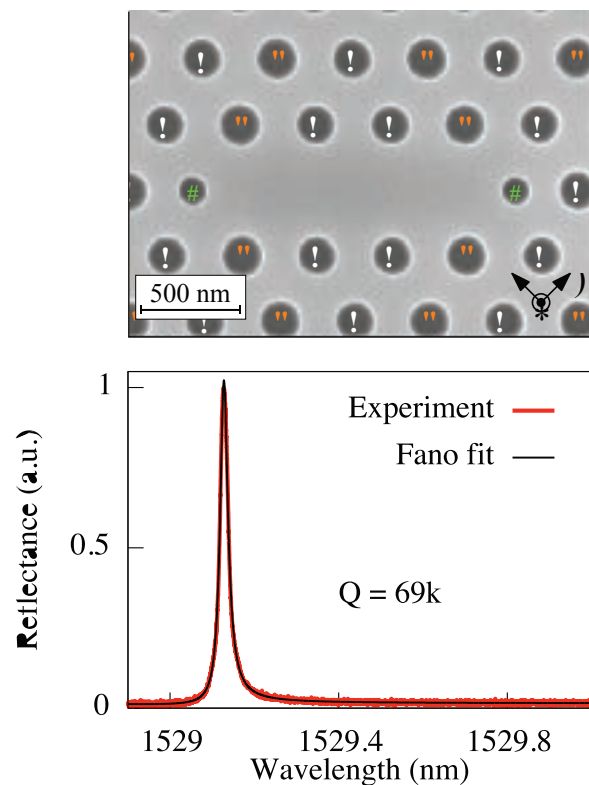 " ! " ! " ! "
! " ! ! " !
# # !
! " ! ! " !
500 nm )
*
" ! " ! " ! "
1
Experiment
Fano fit
Reflectance (a.u.)
0.5
Q = 69k
0
1529 1529.4 1529.8
Wavelength (nm)